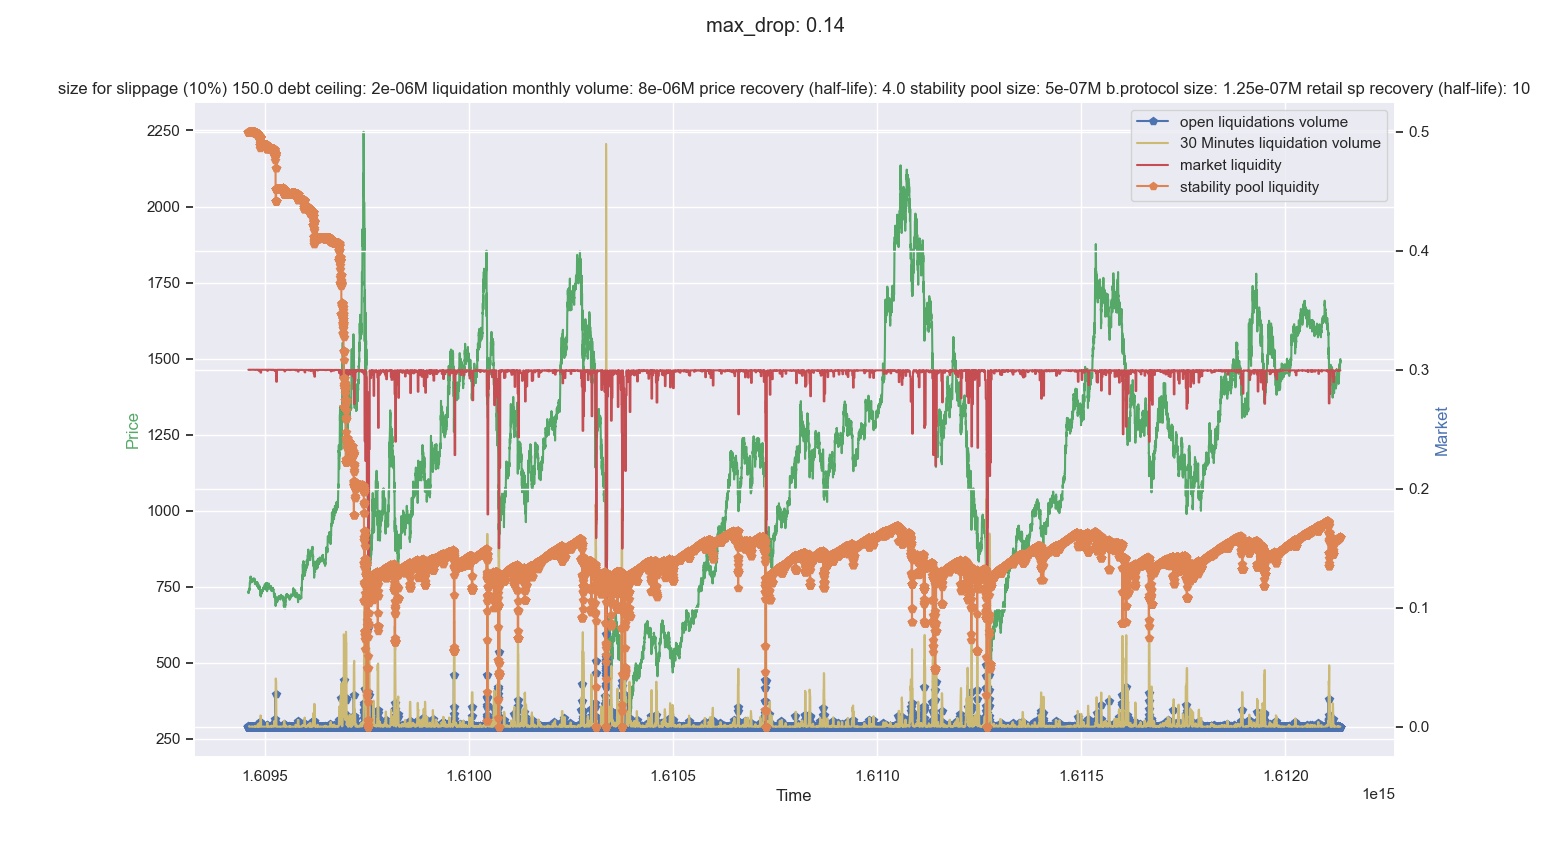 max_drop: 0.14
size for slippage (10%) 150.0 debt ceiling: 2e-06M liquidation monthly volume: 8e-06M price recovery (half-life): 4.0 stability pool size: 5e-07M b.protocol size: 1.25e-07M retail sp recovery (half-life): 10
open liquidations volume
30 Minutes liquidation volume
market liquidity
stability pool liquidity
2250
2000
1750
1500
1250
1000
750
500
250
Price
0.5
0.4
0.3
0.2
0.1
0.0
Market
1.6095
1.6100
1.6105
1.6110
1.6115
1.6120
Time
1e15